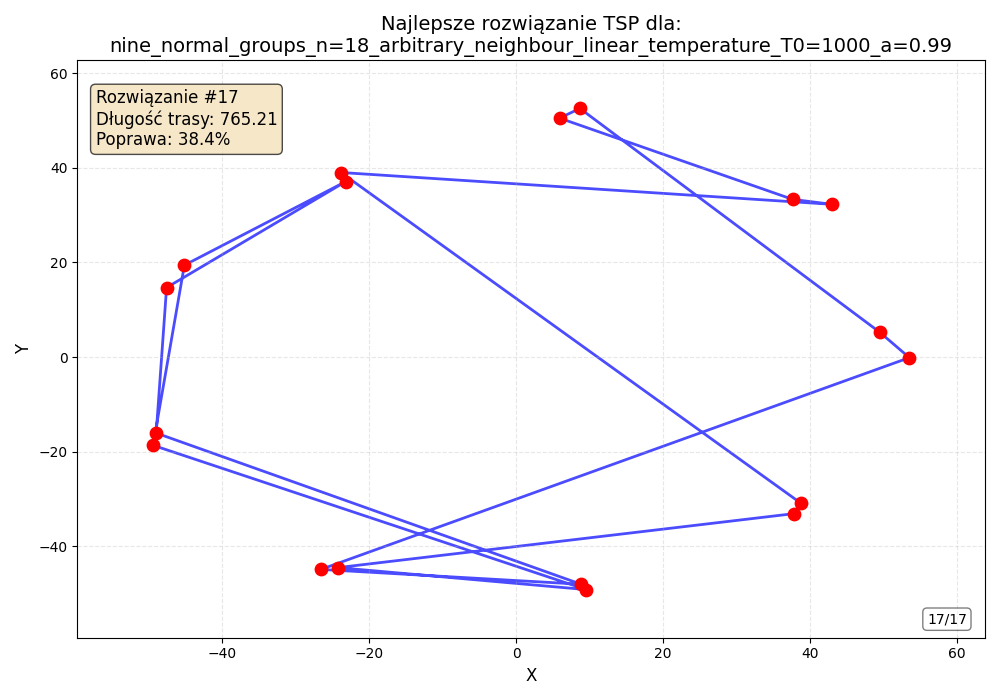 Najlepsze rozwiązanie TSP dla:
nine_normal_groups_n=18_arbitrary_neighbour_linear_temperature_T0=1000_a=0.99
Rozwiązanie #17
Długość trasy: 765.21
Poprawa: 38.4%
60
40
20
0
−20
−40
Y
17/17
−40
−20
0
20
40
60
X